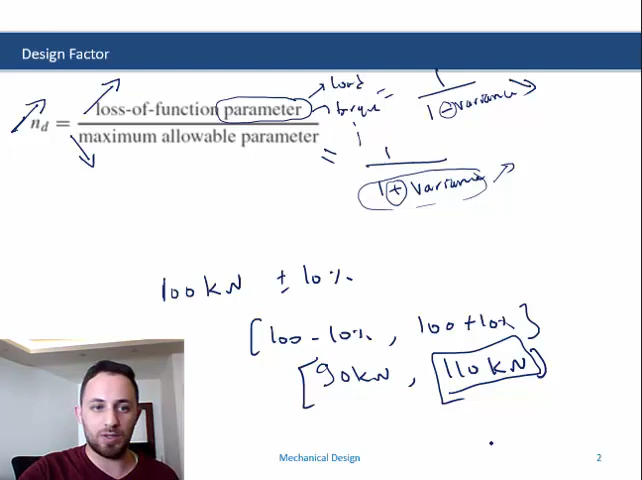 Design Factor
n_d = loss-of-function parameter / maximum allowable parameter
→ load
→ torque
= 1 / 1 - variance
= 1 / 1 + variance
100 kN ± 10%
[100 - 10%, 100 + 10%]
[90 kN, 110 kN]
Mechanical Design 2